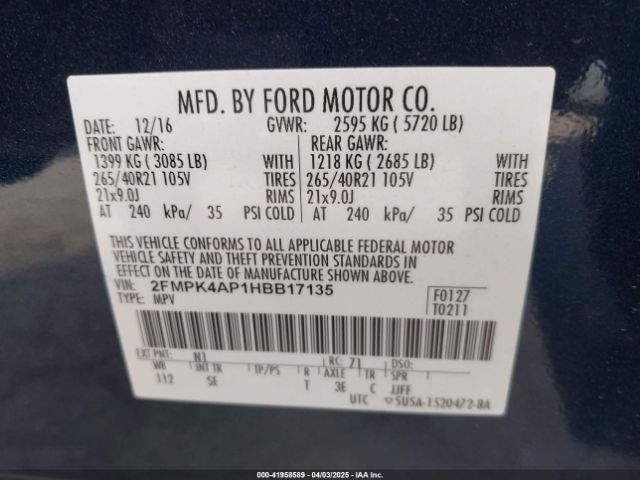 MFD. BY FORD MOTOR CO.
DATE: 12/16 GVWR: 2595 KG ( 5720 LB)
FRONT GAWR: REAR GAWR:
1399 KG ( 3085 LB) WITH 1218 KG ( 2685 LB) WITH
265/40R21 105V TIRES 265/40R21 105V TIRES
21x9.0J RIMS 21x9.0J RIMS
AT 240 kPa/ 35 PSI COLD AT 240 kPa/ 35 PSI COLD
THIS VEHICLE CONFORMS TO ALL APPLICABLE FEDERAL MOTOR
VEHICLE SAFETY AND THEFT PREVENTION STANDARDS IN
EFFECT ON THE DATE OF MANUFACTURE SHOWN ABOVE.
VIN: 2FMPK4AP1HBB17135 F0127
TYPE: MPV T0211
EXT PNT: N1 RC: 71 DSO:
WB INT TR TP/PS R AXLE TR SPR
112 SE T 3E C JJFF
UTC ▽SU5A-1520472-BA
000-41958589 - 04/03/2025 - IAA Inc.